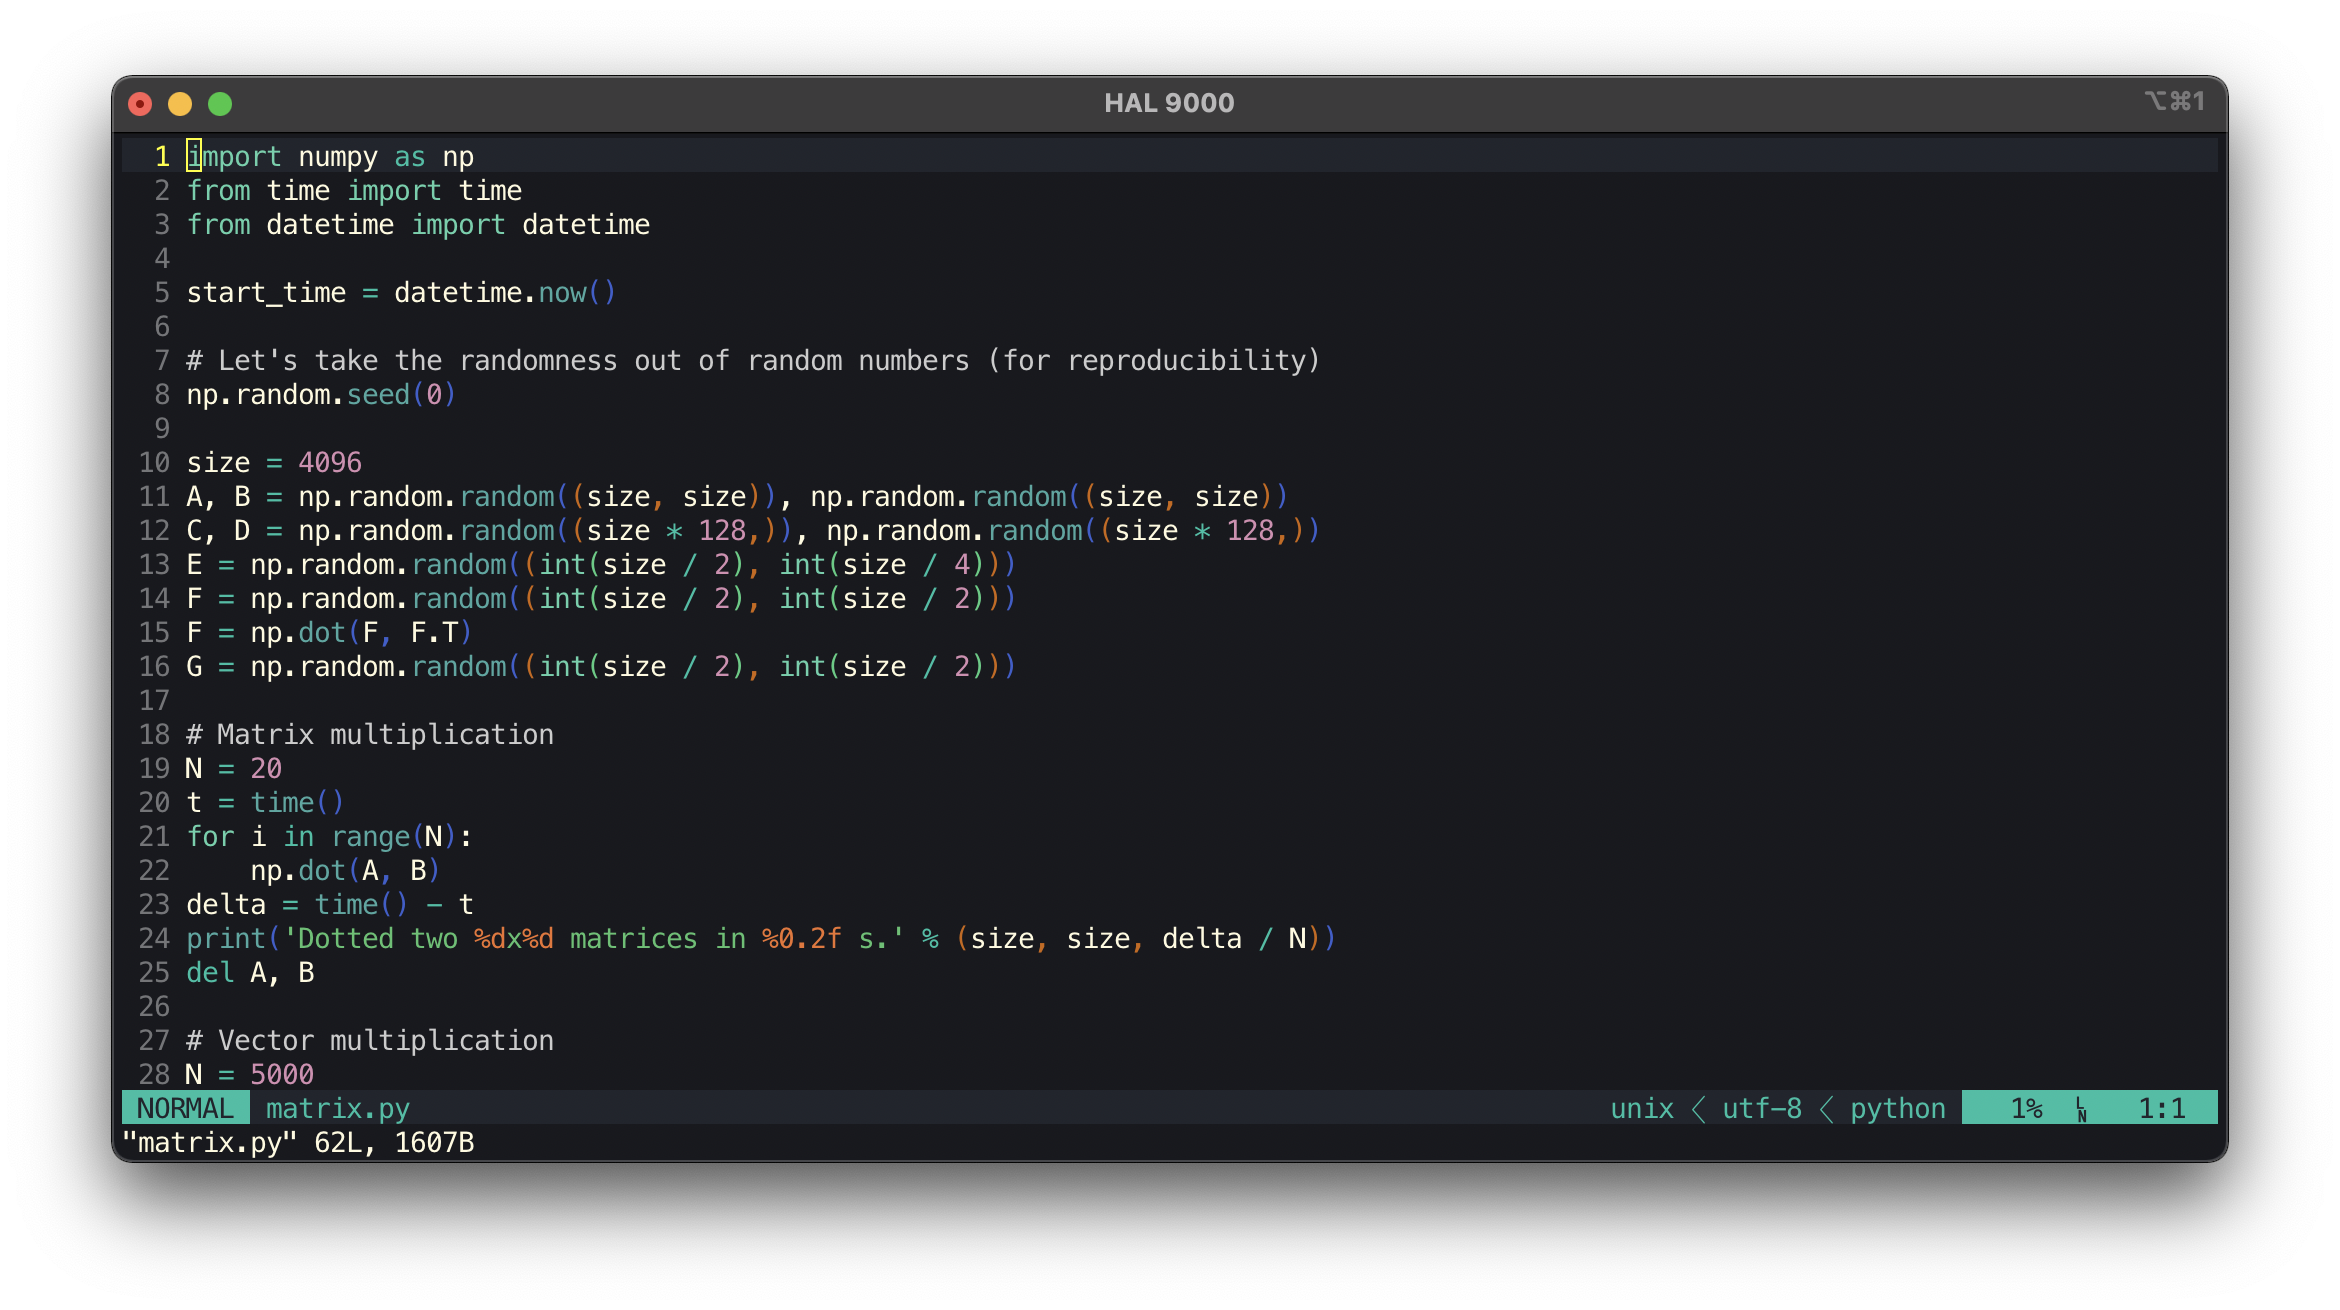 HAL 9000 ⌥⌘1
1 import numpy as np
2 from time import time
3 from datetime import datetime
4
5 start_time = datetime.now()
6
7 # Let's take the randomness out of random numbers (for reproducibility)
8 np.random.seed(0)
9
10 size = 4096
11 A, B = np.random.random((size, size)), np.random.random((size, size))
12 C, D = np.random.random((size * 128,)), np.random.random((size * 128,))
13 E = np.random.random((int(size / 2), int(size / 4)))
14 F = np.random.random((int(size / 2), int(size / 2)))
15 F = np.dot(F, F.T)
16 G = np.random.random((int(size / 2), int(size / 2)))
17
18 # Matrix multiplication
19 N = 20
20 t = time()
21 for i in range(N):
22     np.dot(A, B)
23 delta = time() - t
24 print('Dotted two %dx%d matrices in %0.2f s.' % (size, size, delta / N))
25 del A, B
26
27 # Vector multiplication
28 N = 5000
NORMAL matrix.py unix < utf-8 < python 1% LN 1:1
"matrix.py" 62L, 1607B